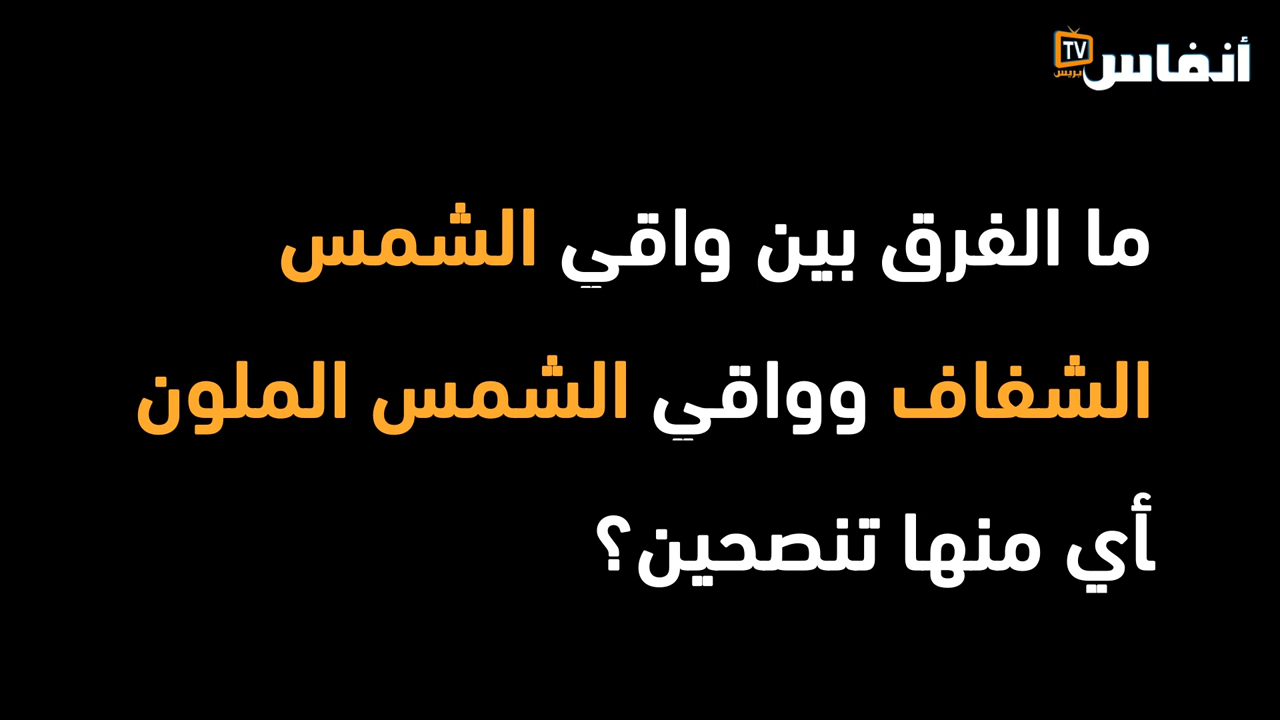 أنفاس
TV
بريس
ما الفرق بين واقي الشمس
الشفاف وواقي الشمس الملون
أي منها تنصحين؟